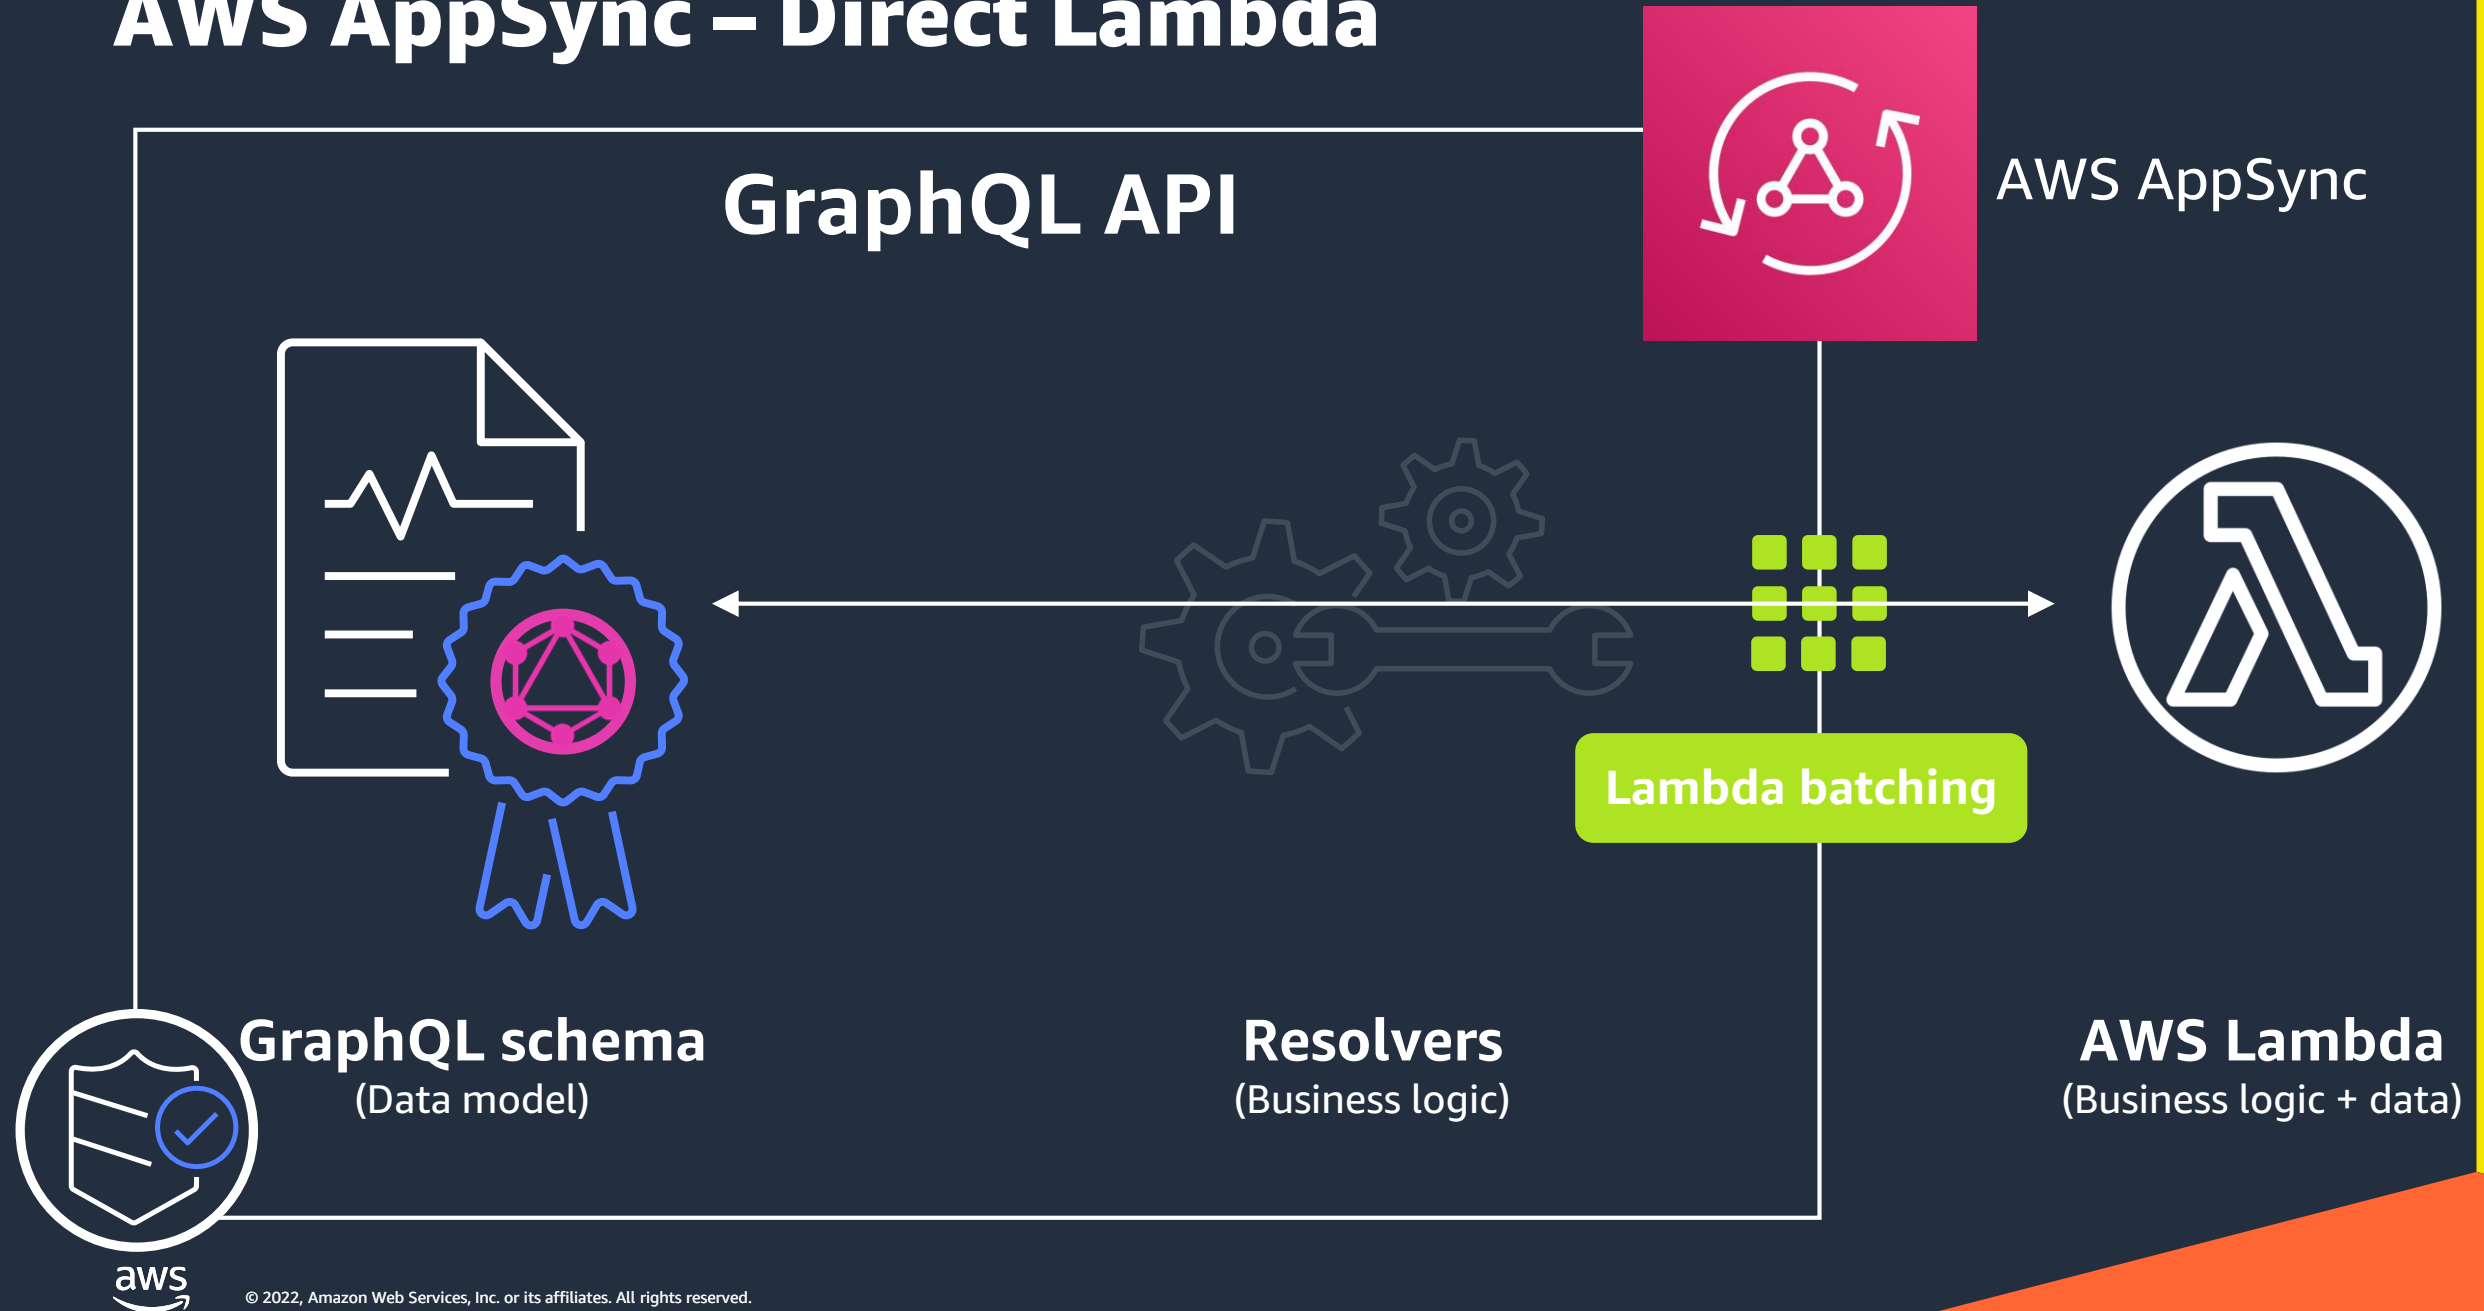 AWS AppSync – Direct Lambda
GraphQL API
AWS AppSync
Lambda batching
GraphQL schema
(Data model)
Resolvers
(Business logic)
AWS Lambda
(Business logic + data)
aws
© 2022, Amazon Web Services, Inc. or its affiliates. All rights reserved.